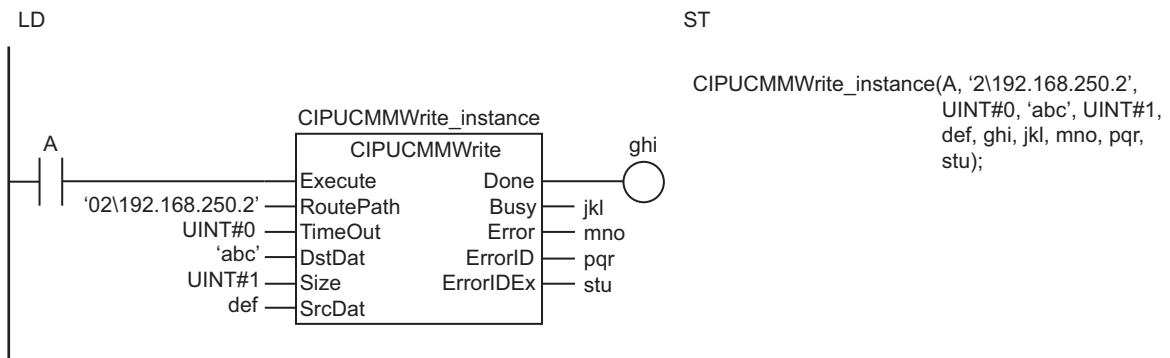 LD
ST
CIPUCMMWrite_instance(A, ‘2\192.168.250.2’,
UINT#0, ‘abc’, UINT#1,
def, ghi, jkl, mno, pqr,
stu);
CIPUCMMWrite_instance
A
CIPUCMMWrite
ghi
Execute Done
‘02\192.168.250.2’ RoutePath Busy jkl
UINT#0 TimeOut Error mno
‘abc’ DstDat ErrorID pqr
UINT#1 Size ErrorIDEx stu
def SrcDat